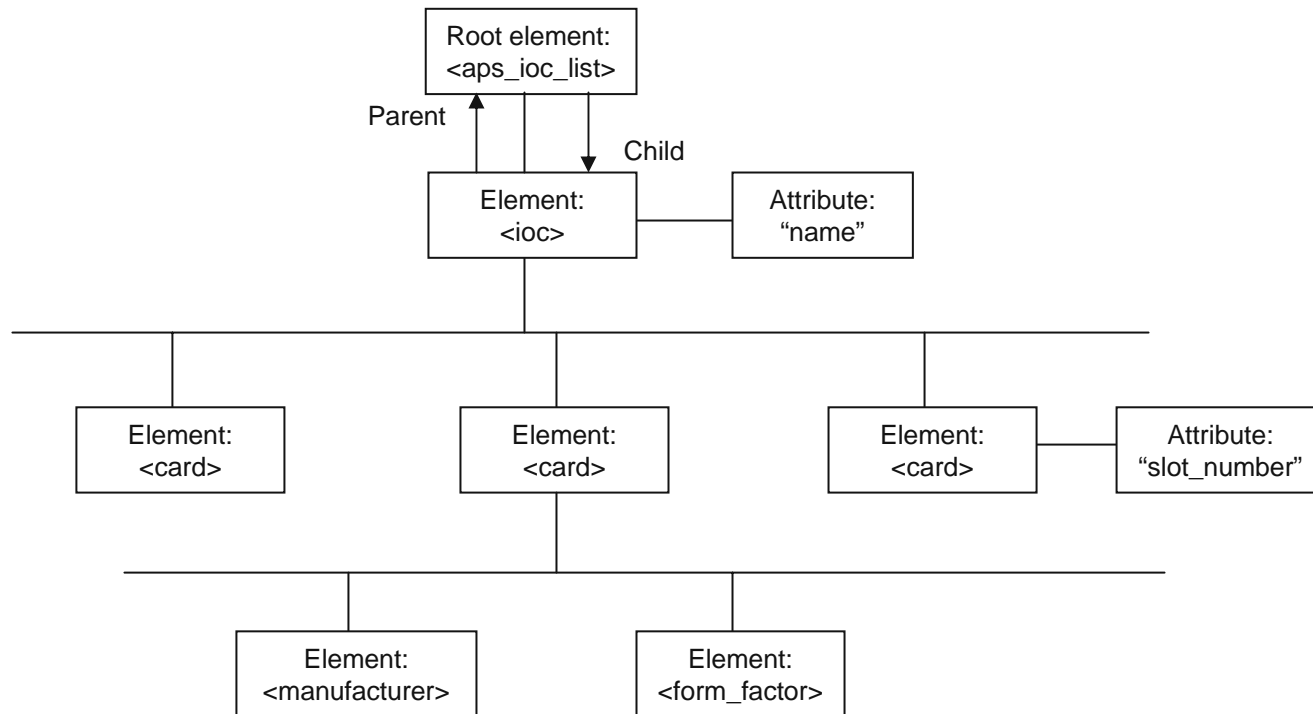 Root element:
<aps_ioc_list>
Parent
Child
Element:
<ioc>
Attribute:
“name”
Element:
<card>
Element:
<card>
Element:
<card>
Attribute:
“slot_number”
Element:
<manufacturer>
Element:
<form_factor>